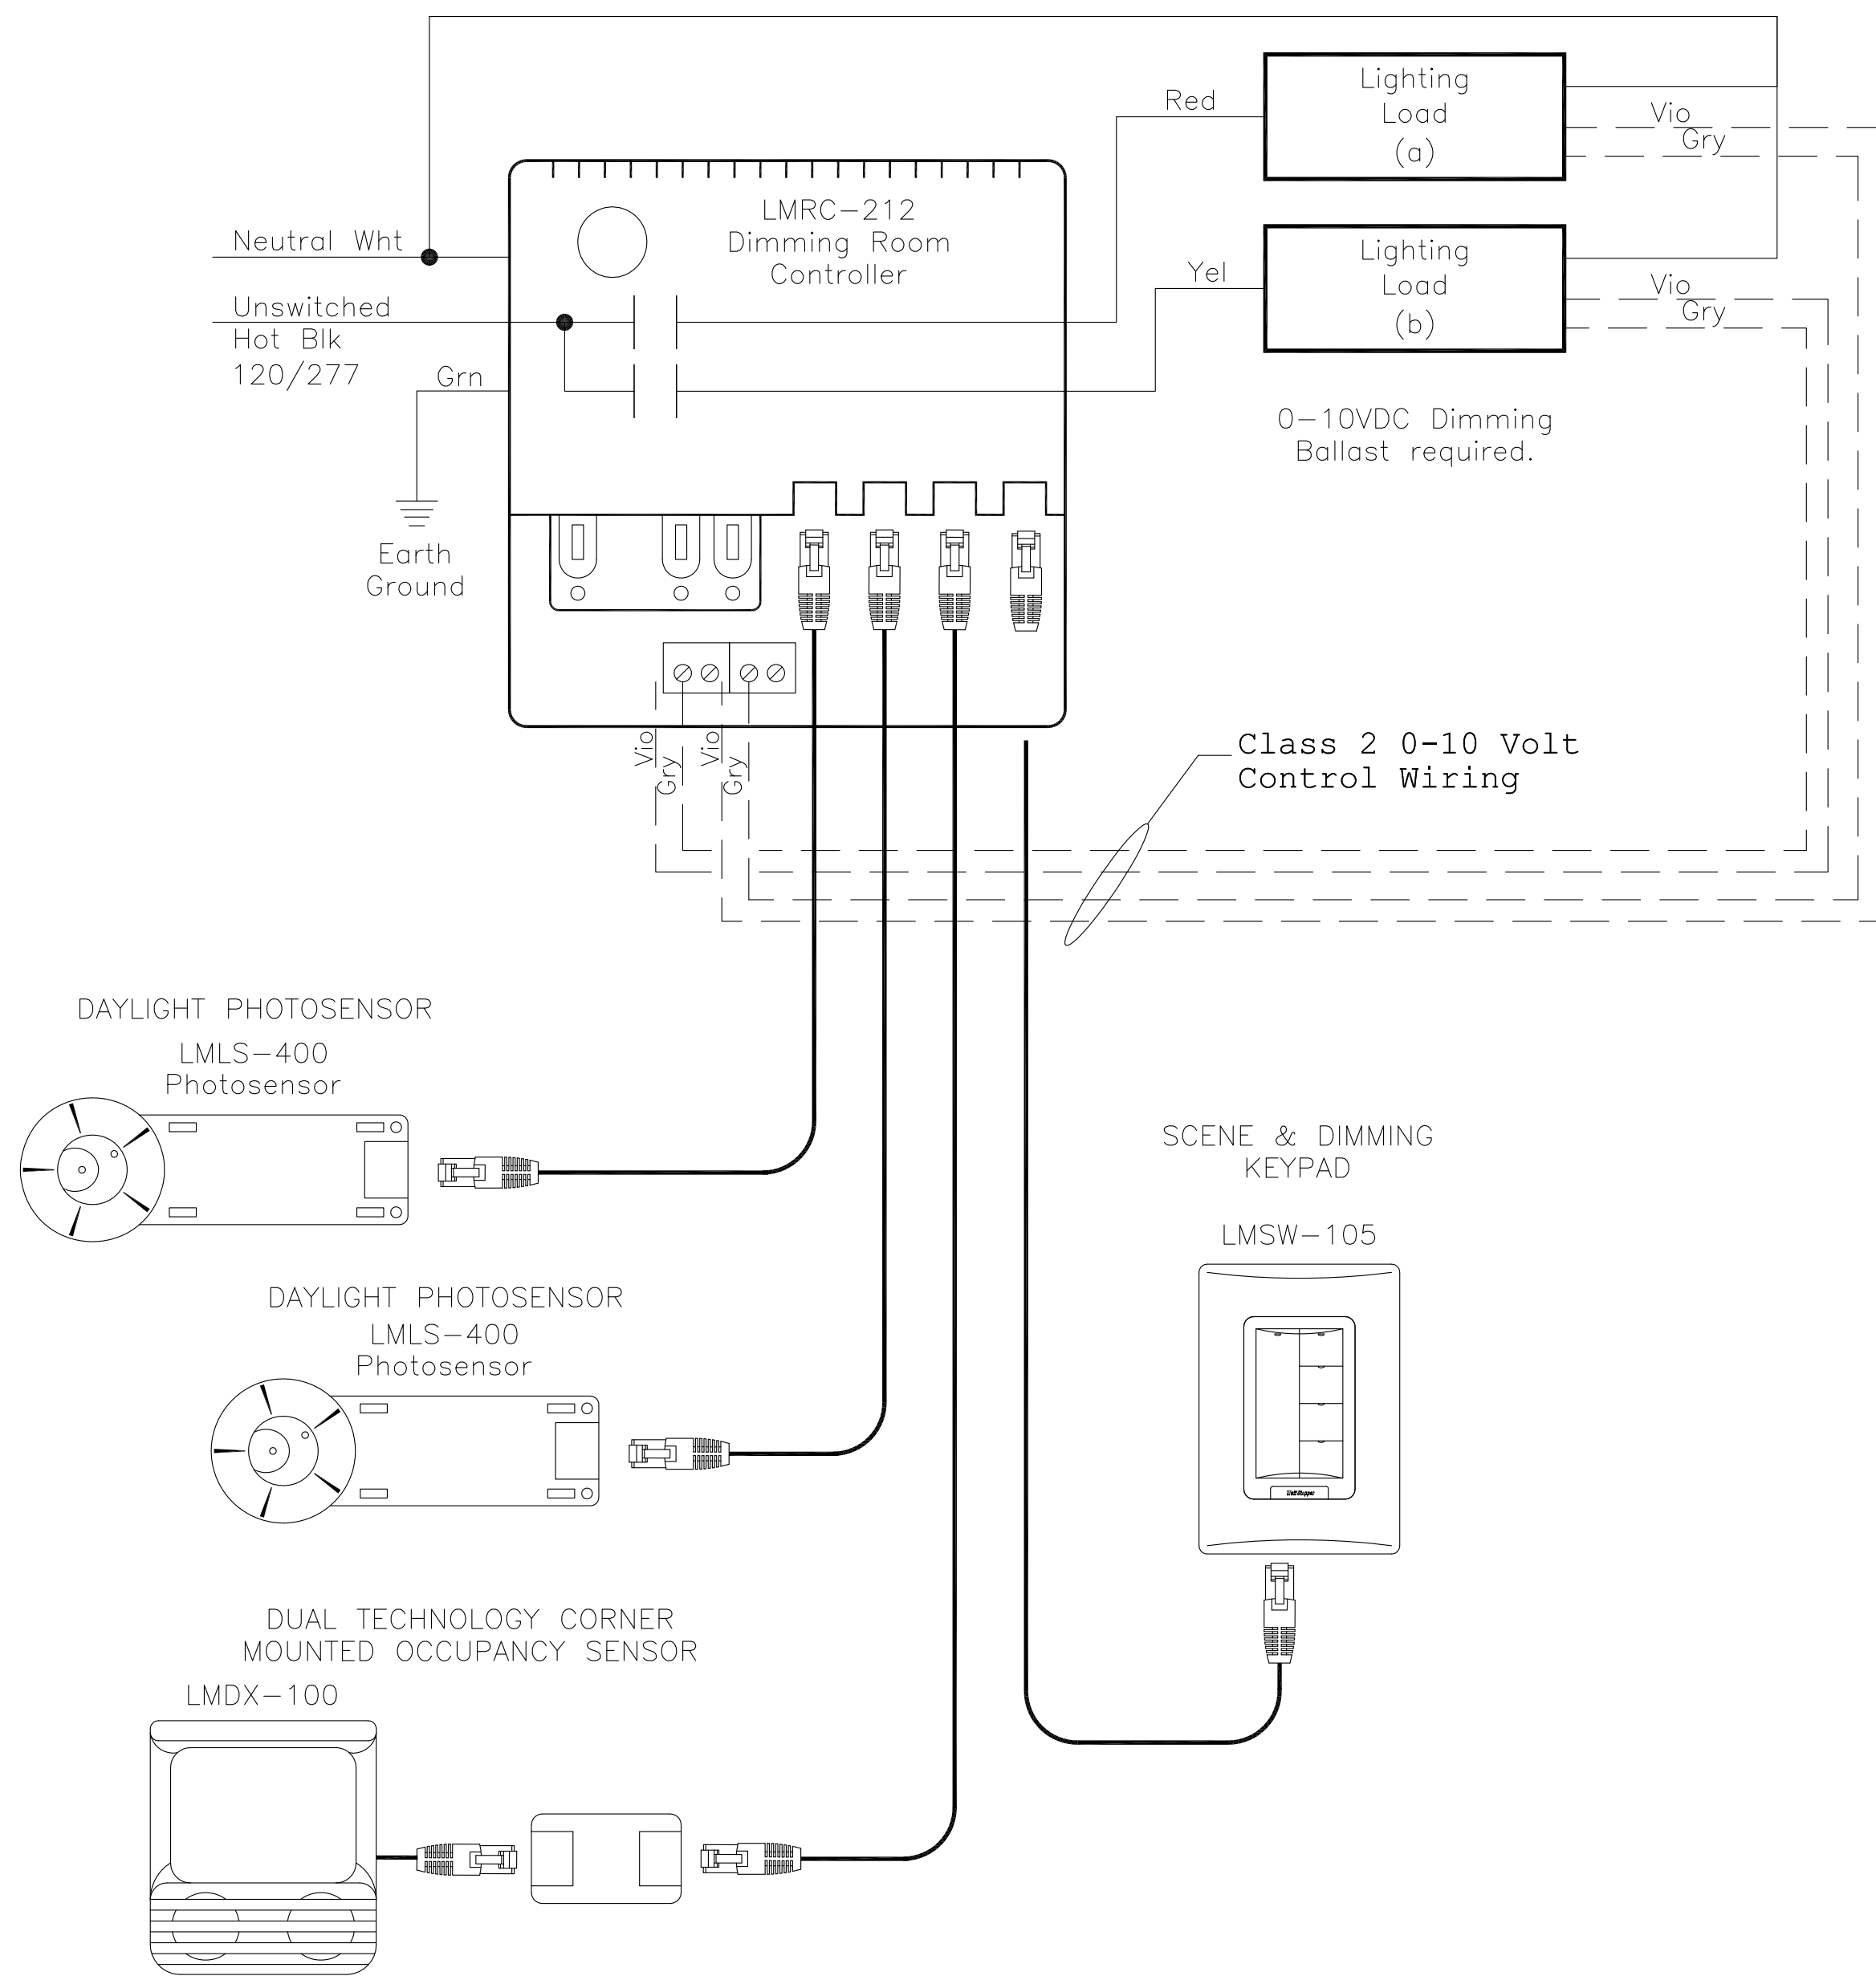 Neutral Wht
Unswitched
Hot Blk
120/277
Grn
Earth
Ground
LMRC-212
Dimming Room
Controller
Red
Yel
Lighting
Load
(a)
Vio
Gry
Lighting
Load
(b)
Vio
Gry
0-10VDC Dimming
Ballast required.
Vio
Gry
Vio
Gry
Class 2 0-10 Volt
Control Wiring
DAYLIGHT PHOTOSENSOR
LMLS-400
Photosensor
DAYLIGHT PHOTOSENSOR
LMLS-400
Photosensor
SCENE & DIMMING
KEYPAD
LMSW-105
Watt Stopper
DUAL TECHNOLOGY CORNER
MOUNTED OCCUPANCY SENSOR
LMDX-100